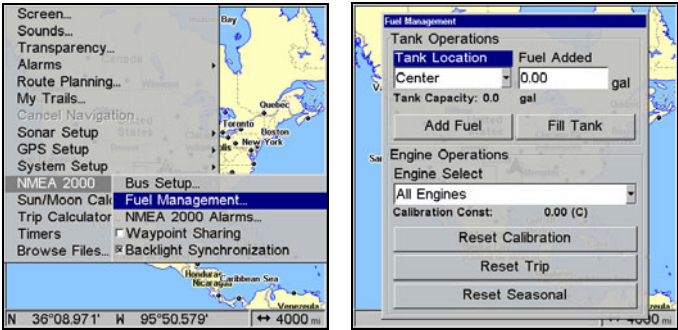 Screen...
Sounds...
Transparency...
Alarms
Route Planning...
My Trails...
Cancel Navigation
Sonar Setup
GPS Setup
System Setup
NMEA 2000
Sun/Moon Calc
Trip Calculator
Timers
Browse Files...
Bus Setup...
Fuel Management...
NMEA 2000 Alarms...
Waypoint Sharing
Backlight Synchronization
Bay
Canada
Quebec
Toronto
Boston
New York
Honduras
Nicaragua
Caribbean Sea
Venezuela
N 36°08.971' W 95°50.579' ↔ 4000 mi
Fuel Management
Tank Operations
Tank Location Fuel Added
Center 0.00 gal
Tank Capacity: 0.0 gal
Add Fuel Fill Tank
Engine Operations
Engine Select
All Engines
Calibration Const: 0.00 (C)
Reset Calibration
Reset Trip
Reset Seasonal